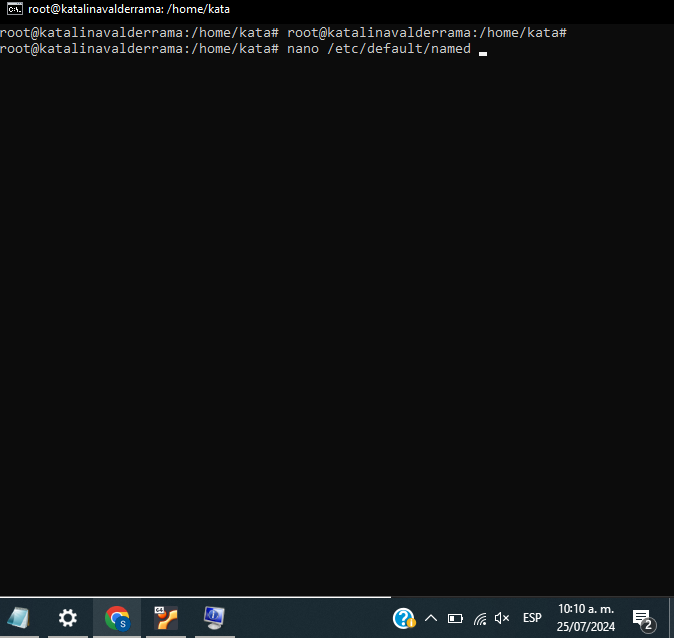 root@katalinavalderrama: /home/kata
root@katalinavalderrama:/home/kata# root@katalinavalderrama:/home/kata#
root@katalinavalderrama:/home/kata# nano /etc/default/named
64
S
ESP
10:10 a. m.
25/07/2024
2